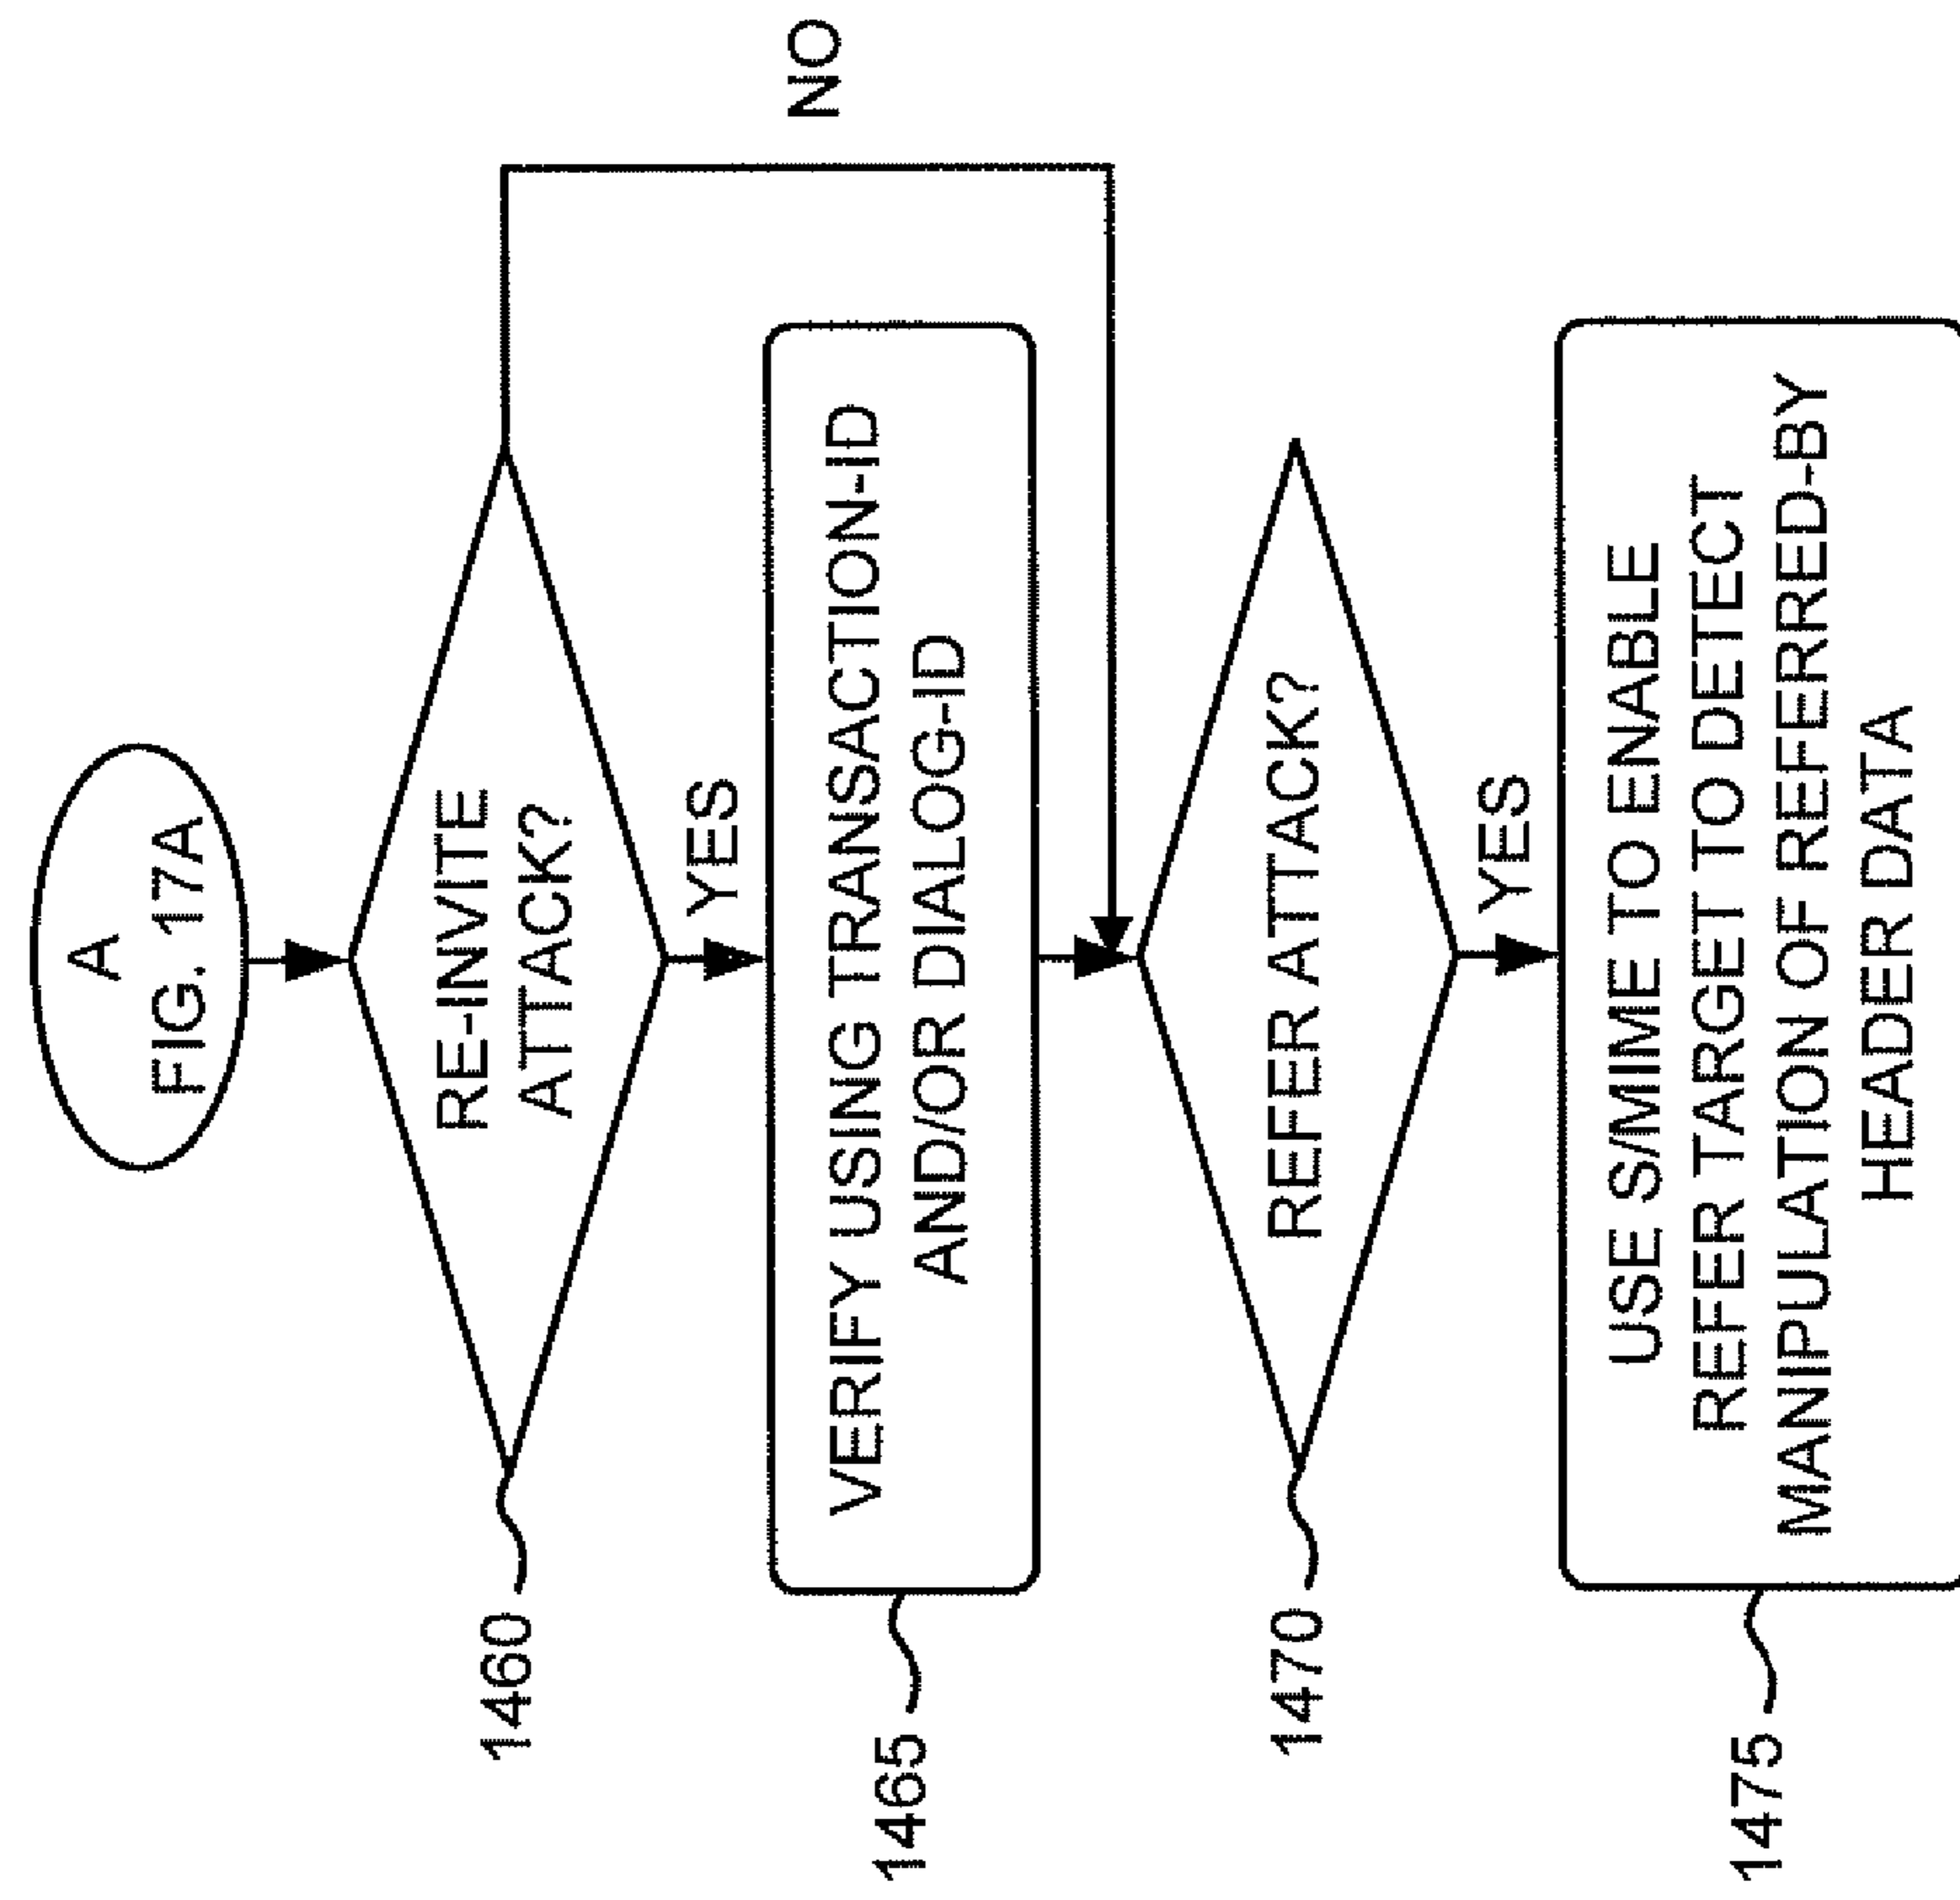 A
FIG. 17A
1460
RE-INVITE
ATTACK?
NO
YES
1465
VERIFY USING TRANSACTION-ID
AND/OR DIALOG-ID
1470
REFER ATTACK?
YES
1475
USE S/MIME TO ENABLE
REFER TARGET TO DETECT
MANIPULATION OF REFERRED-BY
HEADER DATA